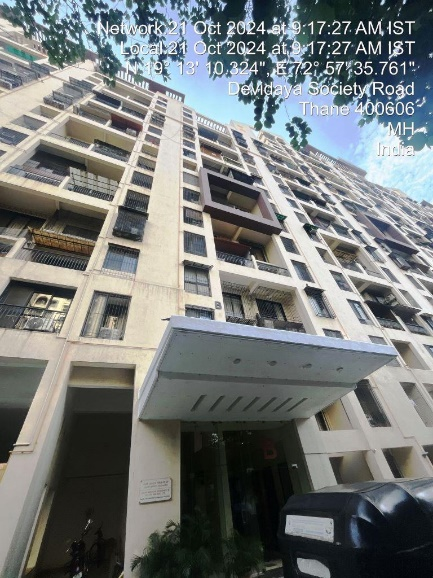 Network 21 Oct 2024 at 9:17:27 AM IST
Local 21 Oct 2024 at 9:17:27 AM IST
N 19° 13' 10.324", E 72° 57' 35.761"
Devidaya Society Road
Thane 400606
MH
India